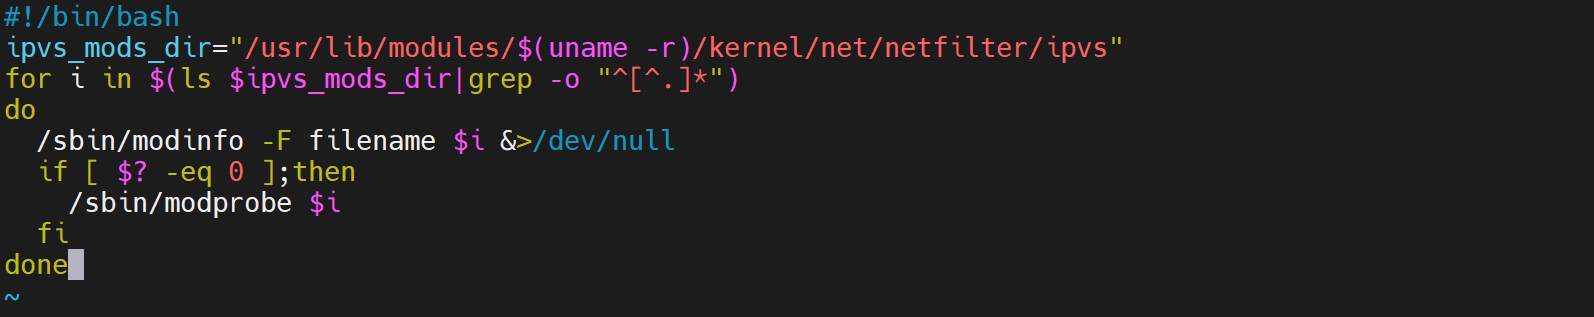 #!/bin/bash
ipvs_mods_dir="/usr/lib/modules/$(uname -r)/kernel/net/netfilter/ipvs"
for i in $(ls $ipvs_mods_dir|grep -o "^[^.]*")
do
  /sbin/modinfo -F filename $i &>/dev/null
  if [ $? -eq 0 ];then
    /sbin/modprobe $i
  fi
done
~